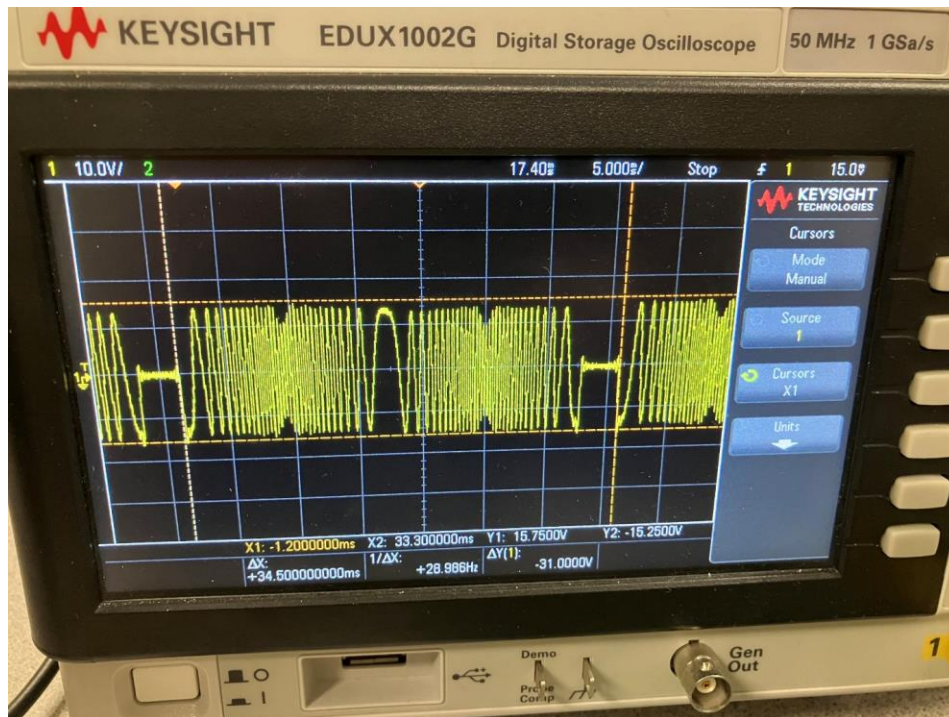 KEYSIGHT EDUX1002G Digital Storage Oscilloscope 50 MHz 1 GSa/s
1 10.0V/ 2 17.40ms 5.000ms/ Stop 1 15.0V
KEYSIGHT
TECHNOLOGIES
Cursors
Mode
Manual
Source
1
Cursors
X1
Units
X1: -1.2000000ms X2: 33.300000ms Y1: 15.7500V Y2: -15.2500V
ΔX:
+34.500000000ms
1/ΔX:
+28.986Hz
ΔY(1):
-31.0000V
Demo
Probe
Comp
Gen
Out
1